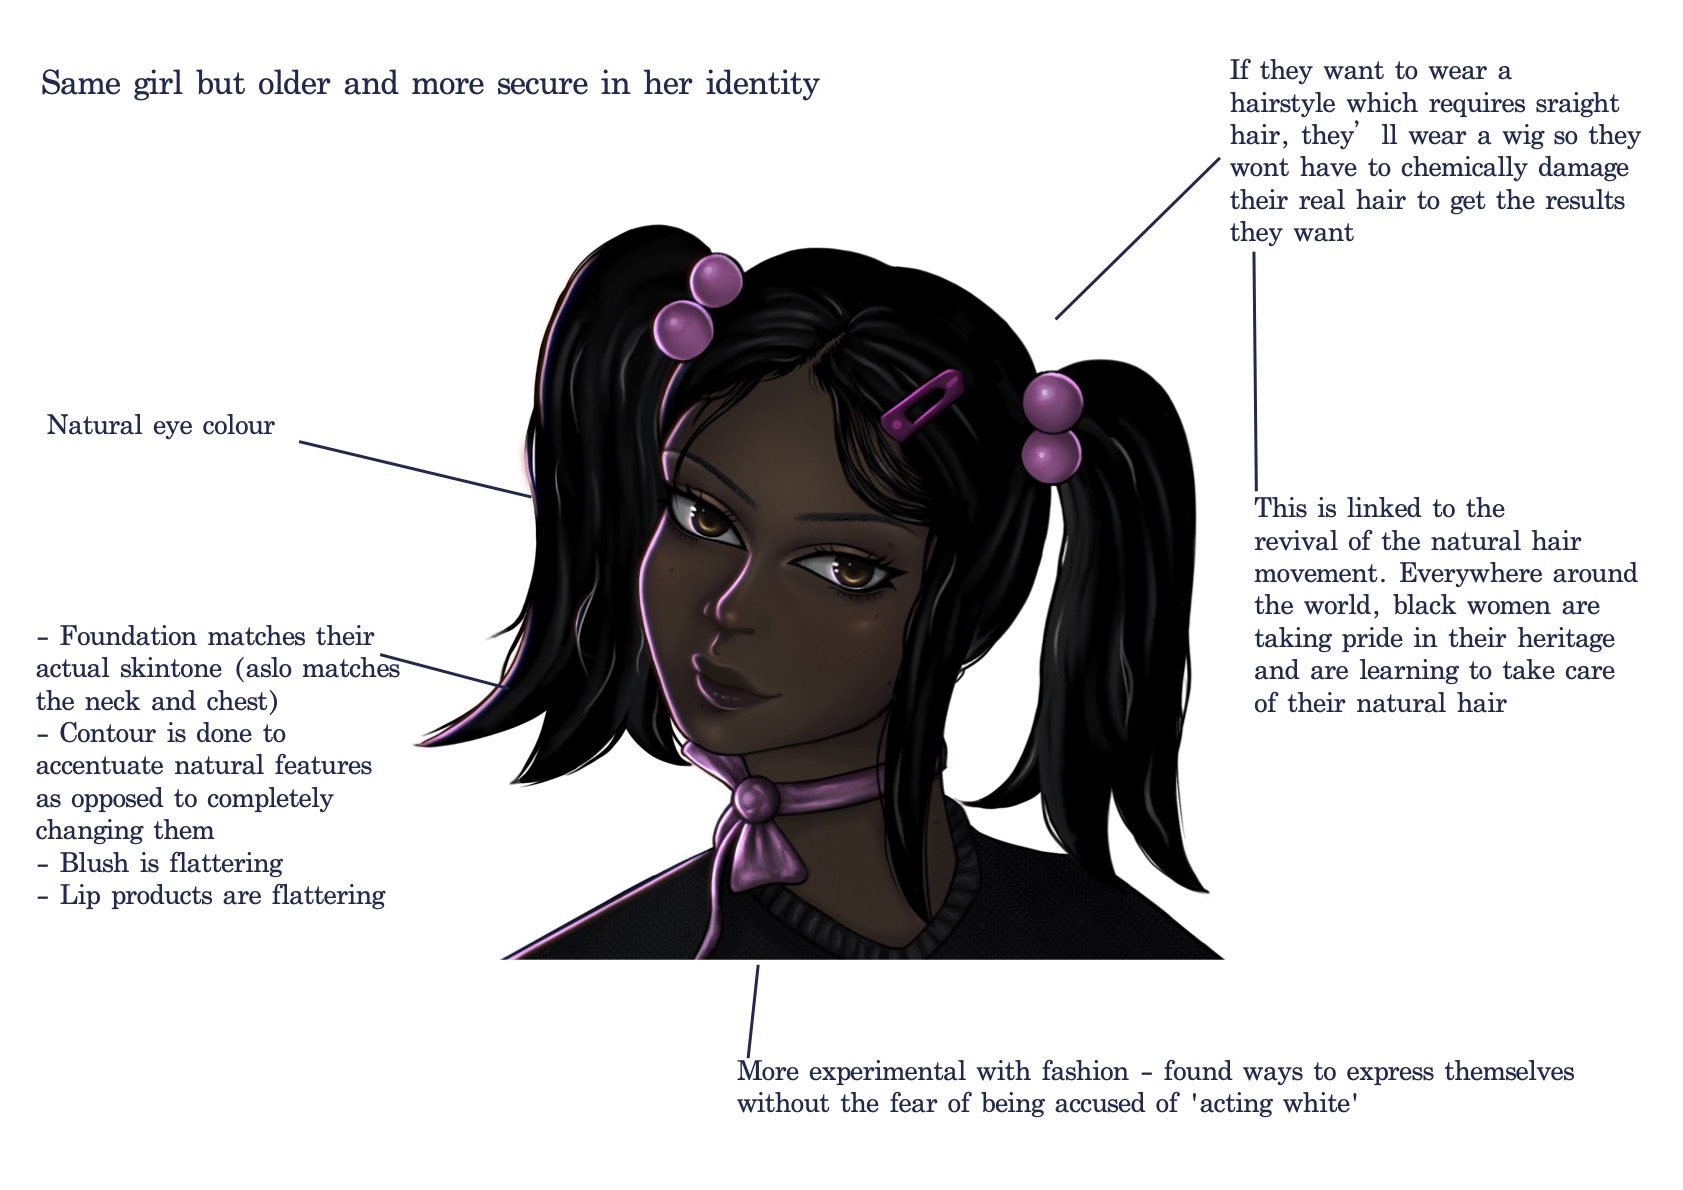 Same girl but older and more secure in her identity
If they want to wear a
hairstyle which requires sraight
hair, they’ ll wear a wig so they
wont have to chemically damage
their real hair to get the results
they want
Natural eye colour
This is linked to the
revival of the natural hair
movement. Everywhere around
the world, black women are
taking pride in their heritage
and are learning to take care
of their natural hair
- Foundation matches their
actual skintone (aslo matches
the neck and chest)
- Contour is done to
accentuate natural features
as opposed to completely
changing them
- Blush is flattering
- Lip products are flattering
More experimental with fashion - found ways to express themselves
without the fear of being accused of 'acting white'